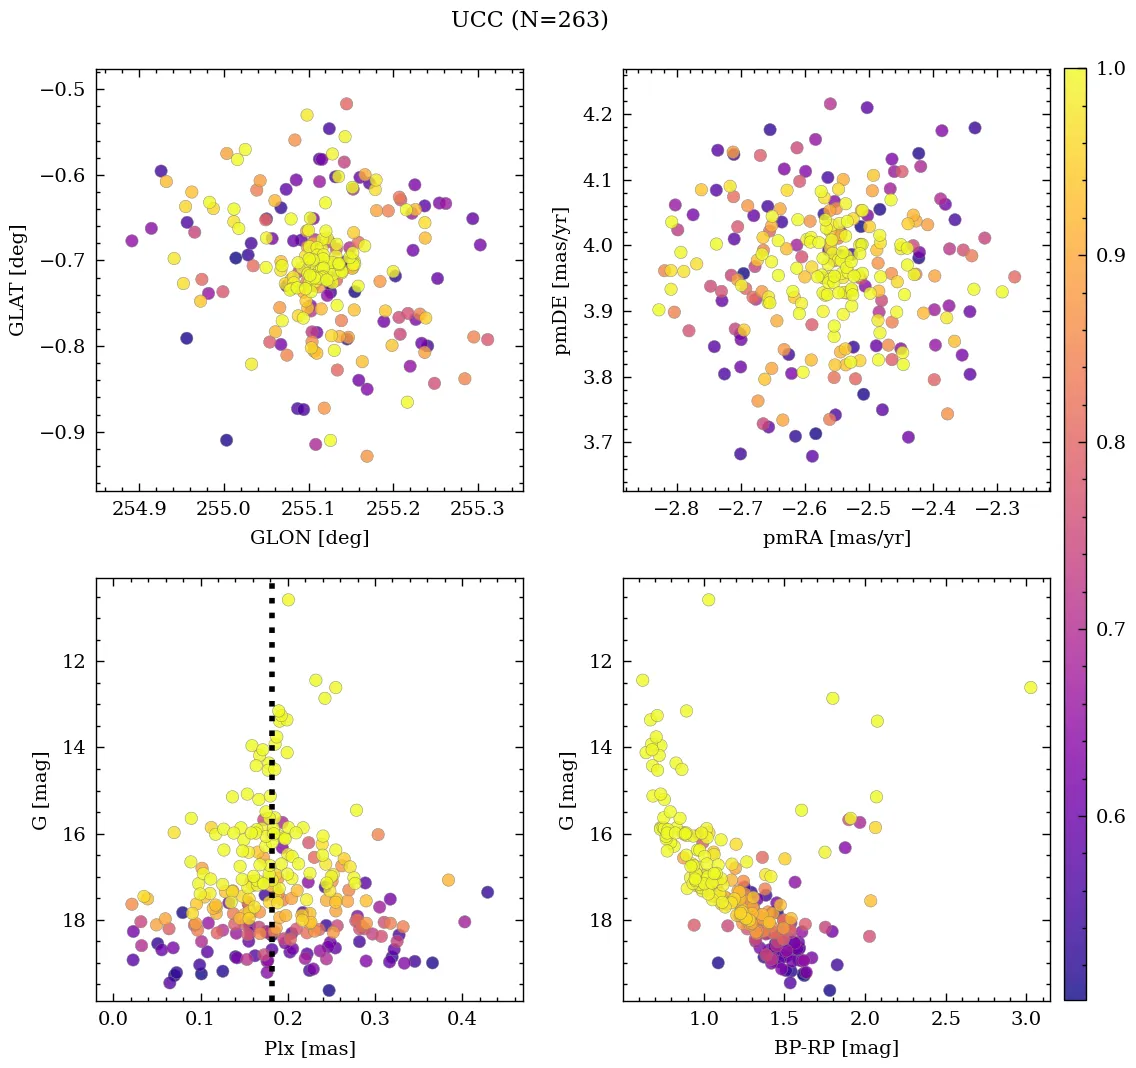 UCC (N=263)
−0.5
−0.6
−0.7
−0.8
−0.9
GLAT [deg]
254.9 255.0 255.1 255.2 255.3
GLON [deg]
4.2
4.1
4.0
3.9
3.8
3.7
pmDE [mas/yr]
−2.8 −2.7 −2.6 −2.5 −2.4 −2.3
pmRA [mas/yr]
1.0
0.9
0.8
0.7
0.6
12
14
16
18
G [mag]
0.0 0.1 0.2 0.3 0.4
Plx [mas]
12
14
16
18
G [mag]
1.0 1.5 2.0 2.5 3.0
BP-RP [mag]